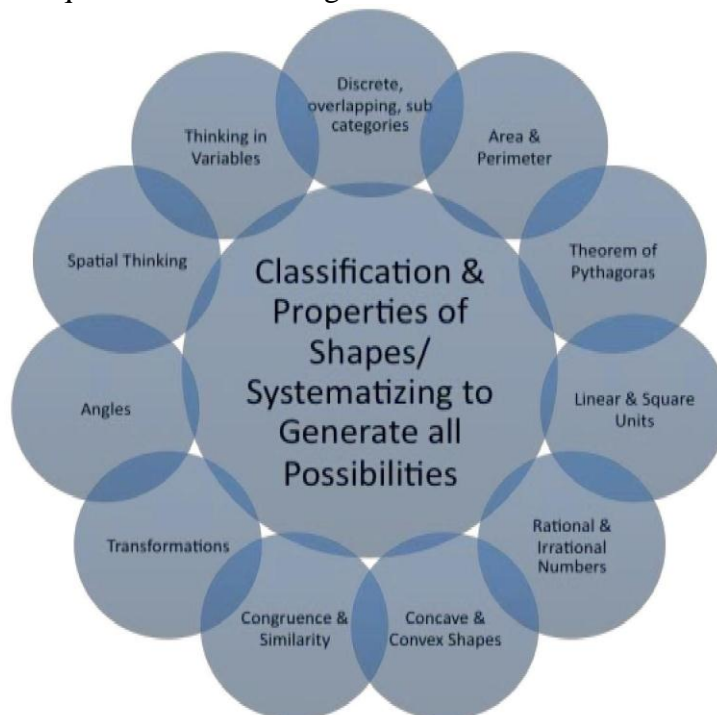 Discrete,
overlapping, sub
categories
Area &
Perimeter
Theorem of
Pythagoras
Linear & Square
Units
Rational &
Irrational
Numbers
Concave &
Convex Shapes
Congruence &
Similarity
Transformations
Angles
Spatial Thinking
Thinking in
Variables
Classification &
Properties of
Shapes/
Systematizing to
Generate all
Possibilities